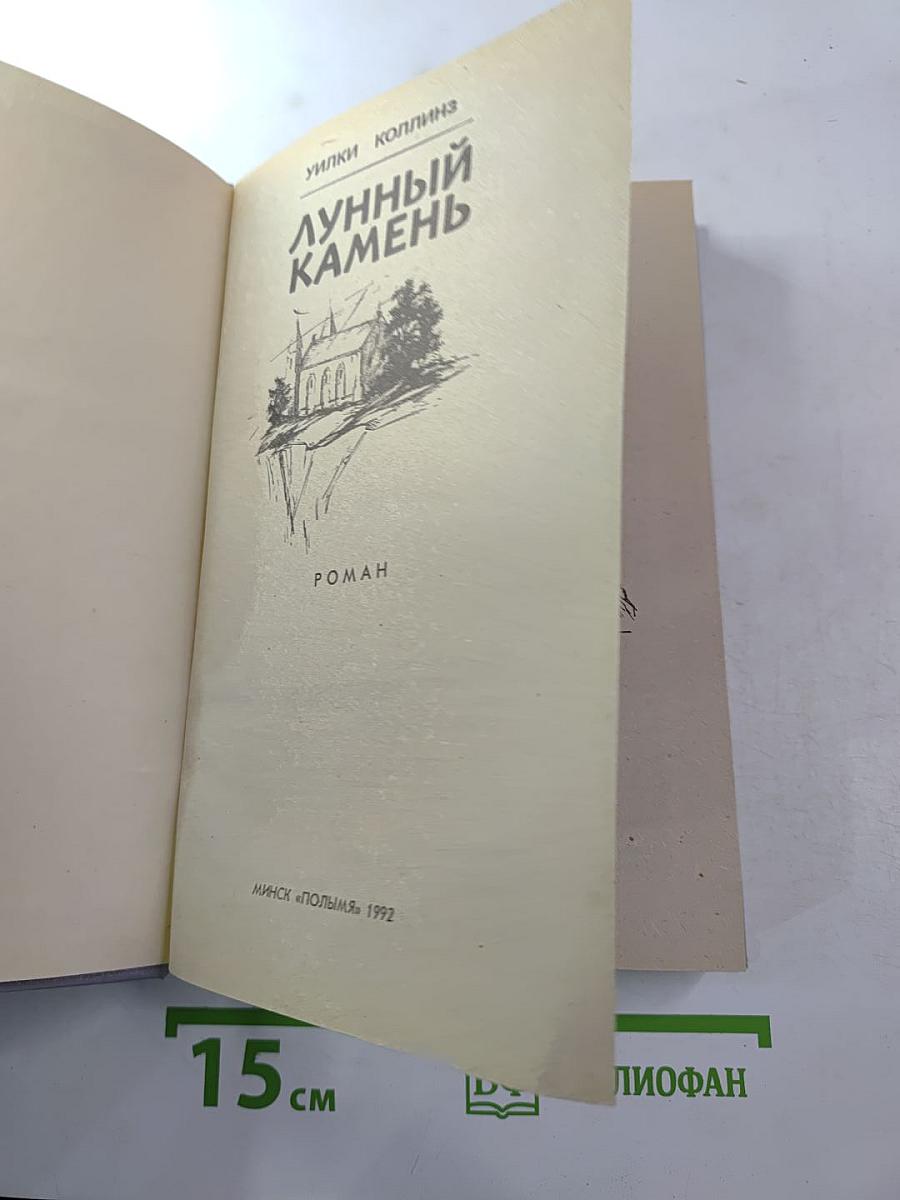 УИЛКИ КОЛЛИНЗ
ЛУННЫЙ
КАМЕНЬ
РОМАН
МИНСК «ПОЛЫМЯ» 1992
15 см
ЛИОФАН